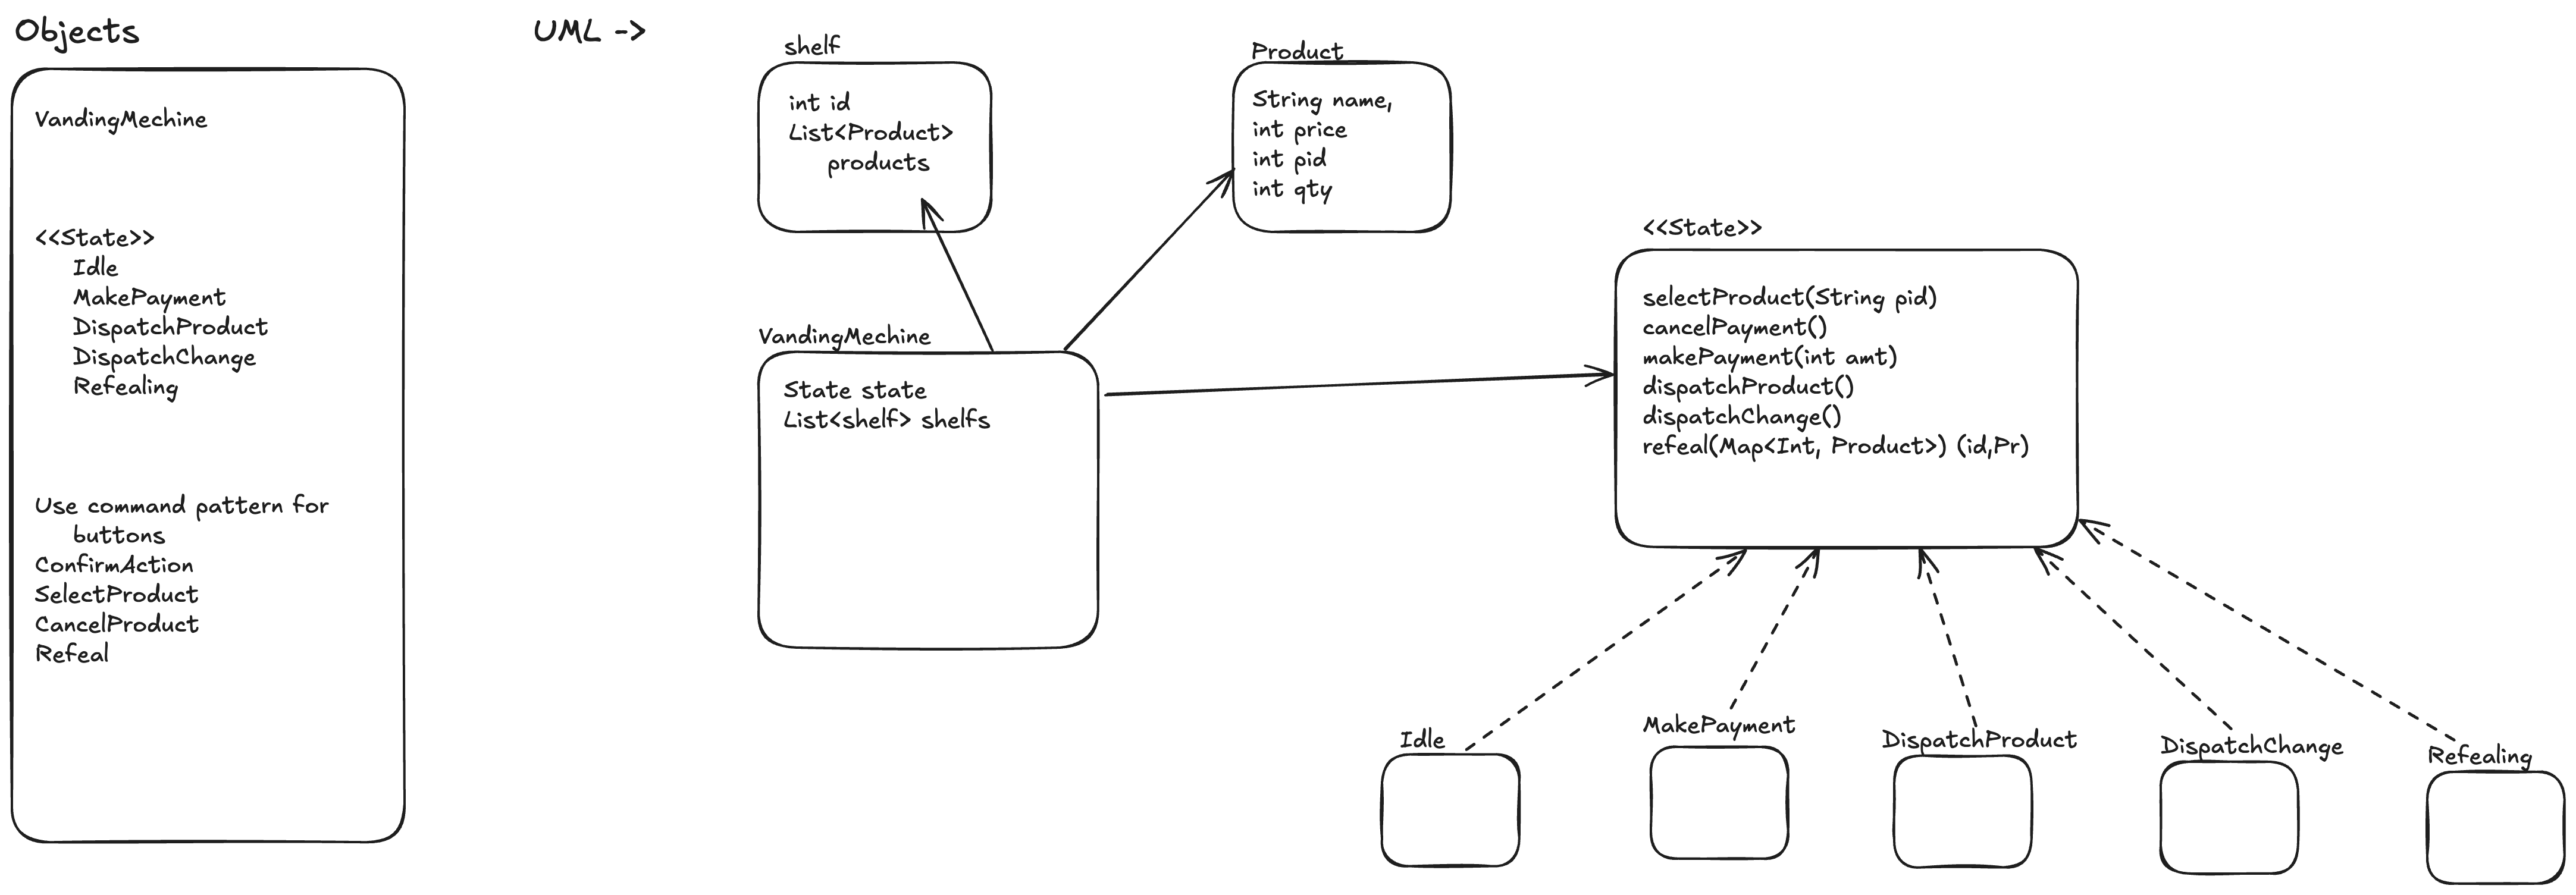 Objects
VandingMechine
<<State>>
Idle
MakePayment
DispatchProduct
DispatchChange
Refealing
Use command pattern for
buttons
ConfirmAction
SelectProduct
CancelProduct
Refeal
UML ->
shelf
int id
List<Product>
products
Product
String name,
int price
int pid
int qty
VandingMechine
State state
List<shelf> shelfs
<<State>>
selectProduct(String pid)
cancelPayment()
makePayment(int amt)
dispatchProduct()
dispatchChange()
refeal(Map<Int, Product>) (id,Pr)
Idle
MakePayment
DispatchProduct
DispatchChange
Refealing